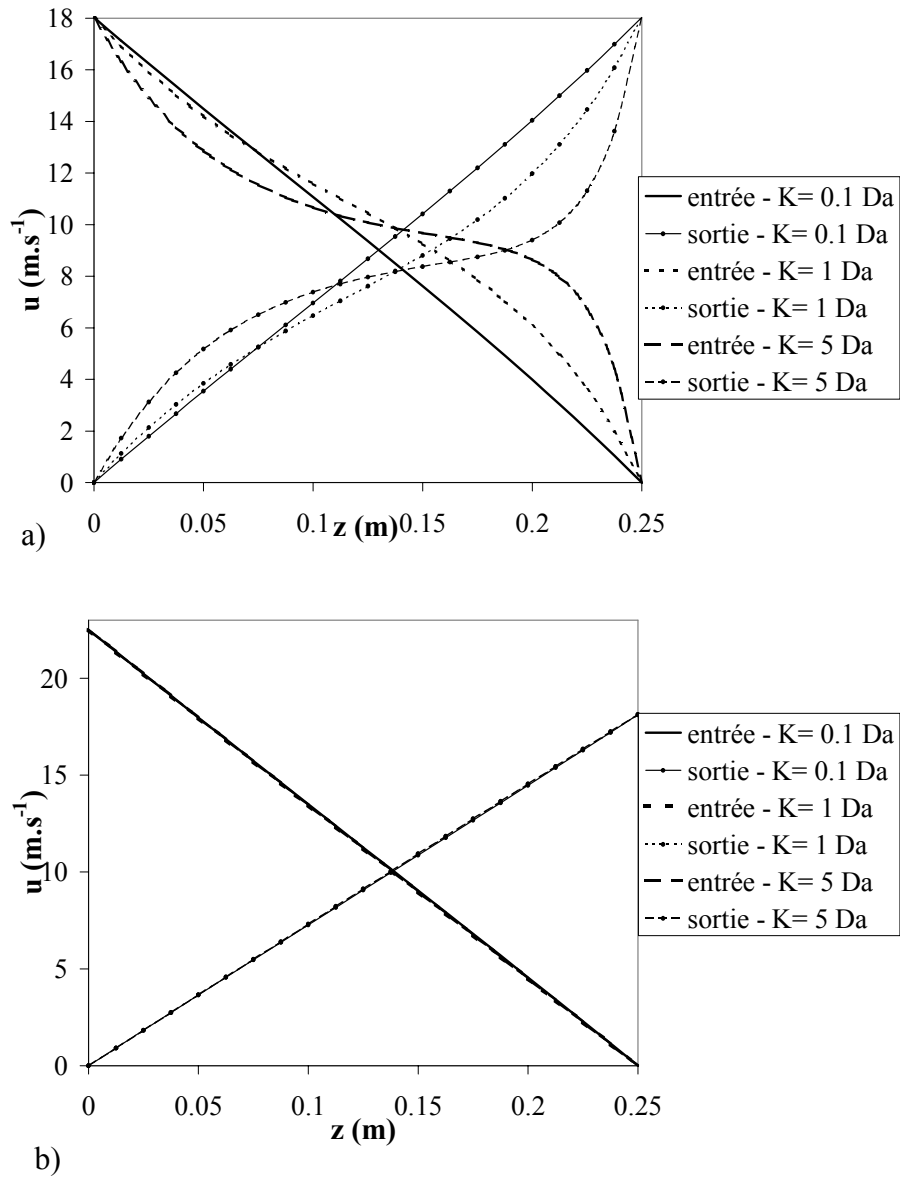 18
16
14
12
10
8
6
4
2
0
u (m.s-1)
0
0.05
0.1
0.15
0.2
0.25
z (m)
entrée - K= 0.1 Da
sortie - K= 0.1 Da
entrée - K= 1 Da
sortie - K= 1 Da
entrée - K= 5 Da
sortie - K= 5 Da
a)
20
15
10
5
0
u (m.s-1)
0
0.05
0.1
0.15
0.2
0.25
z (m)
entrée - K= 0.1 Da
sortie - K= 0.1 Da
entrée - K= 1 Da
sortie - K= 1 Da
entrée - K= 5 Da
sortie - K= 5 Da
b)